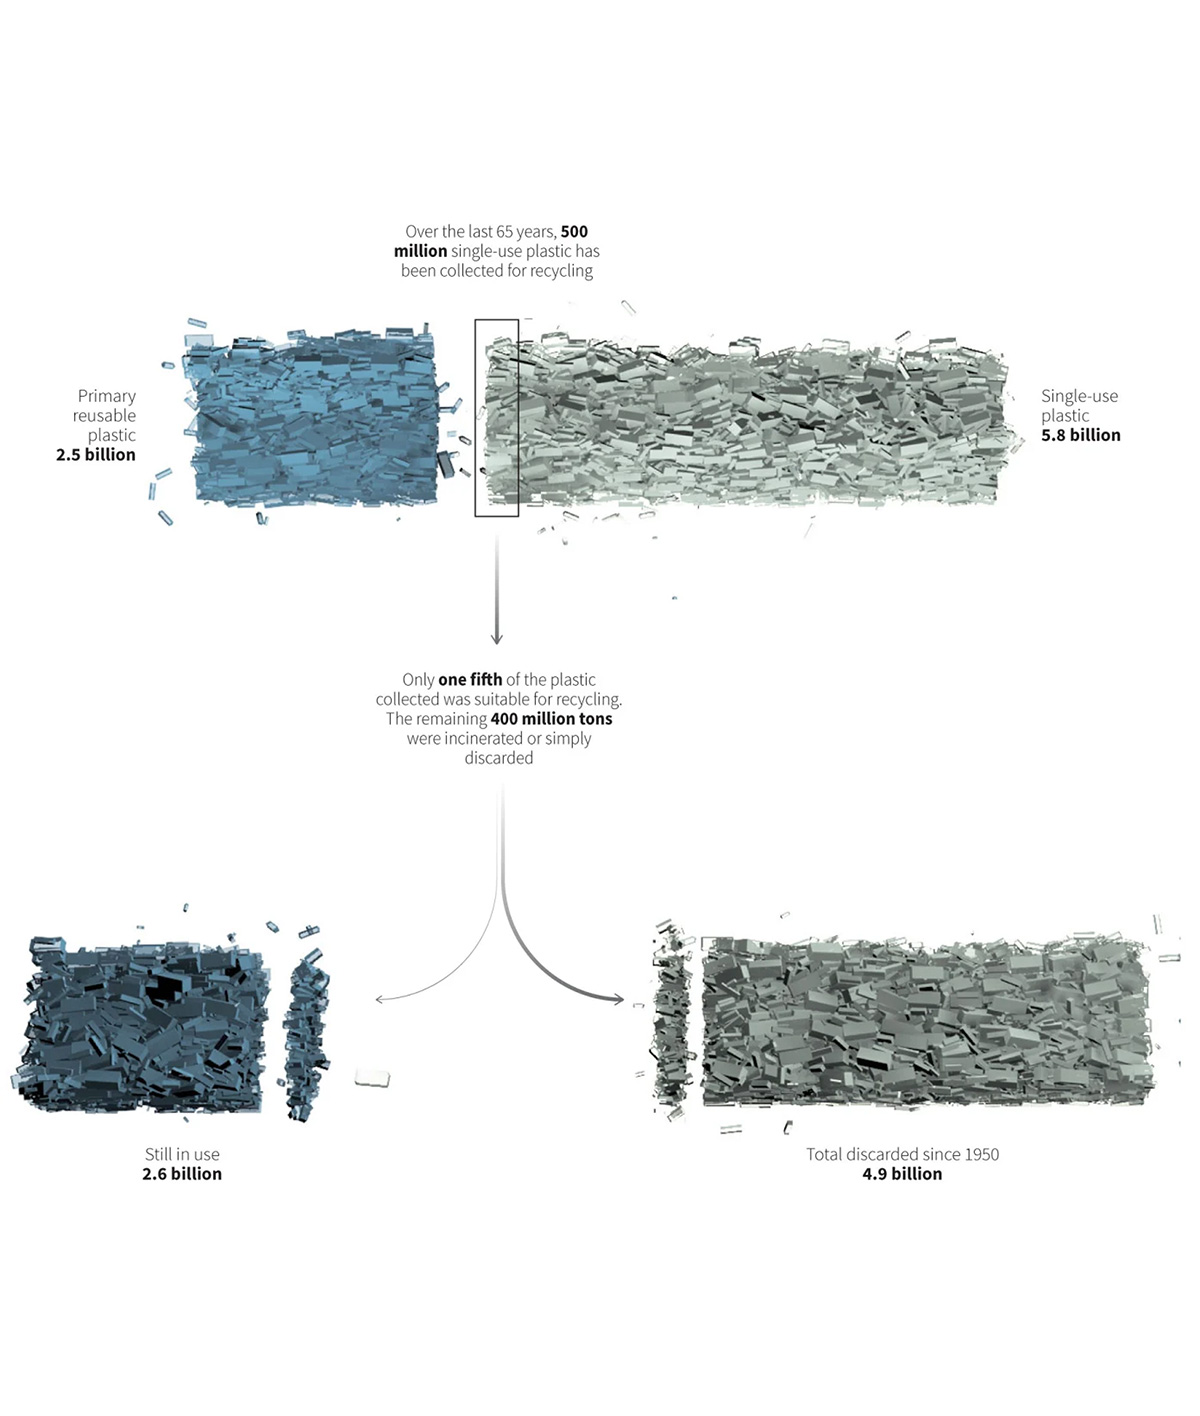 Over the last 65 years, 500
million single-use plastic has
been collected for recycling
Primary
reusable
plastic
2.5 billion
Single-use
plastic
5.8 billion
Only one fifth of the plastic
collected was suitable for recycling.
The remaining 400 million tons
were incinerated or simply
discarded
Still in use
2.6 billion
Total discarded since 1950
4.9 billion